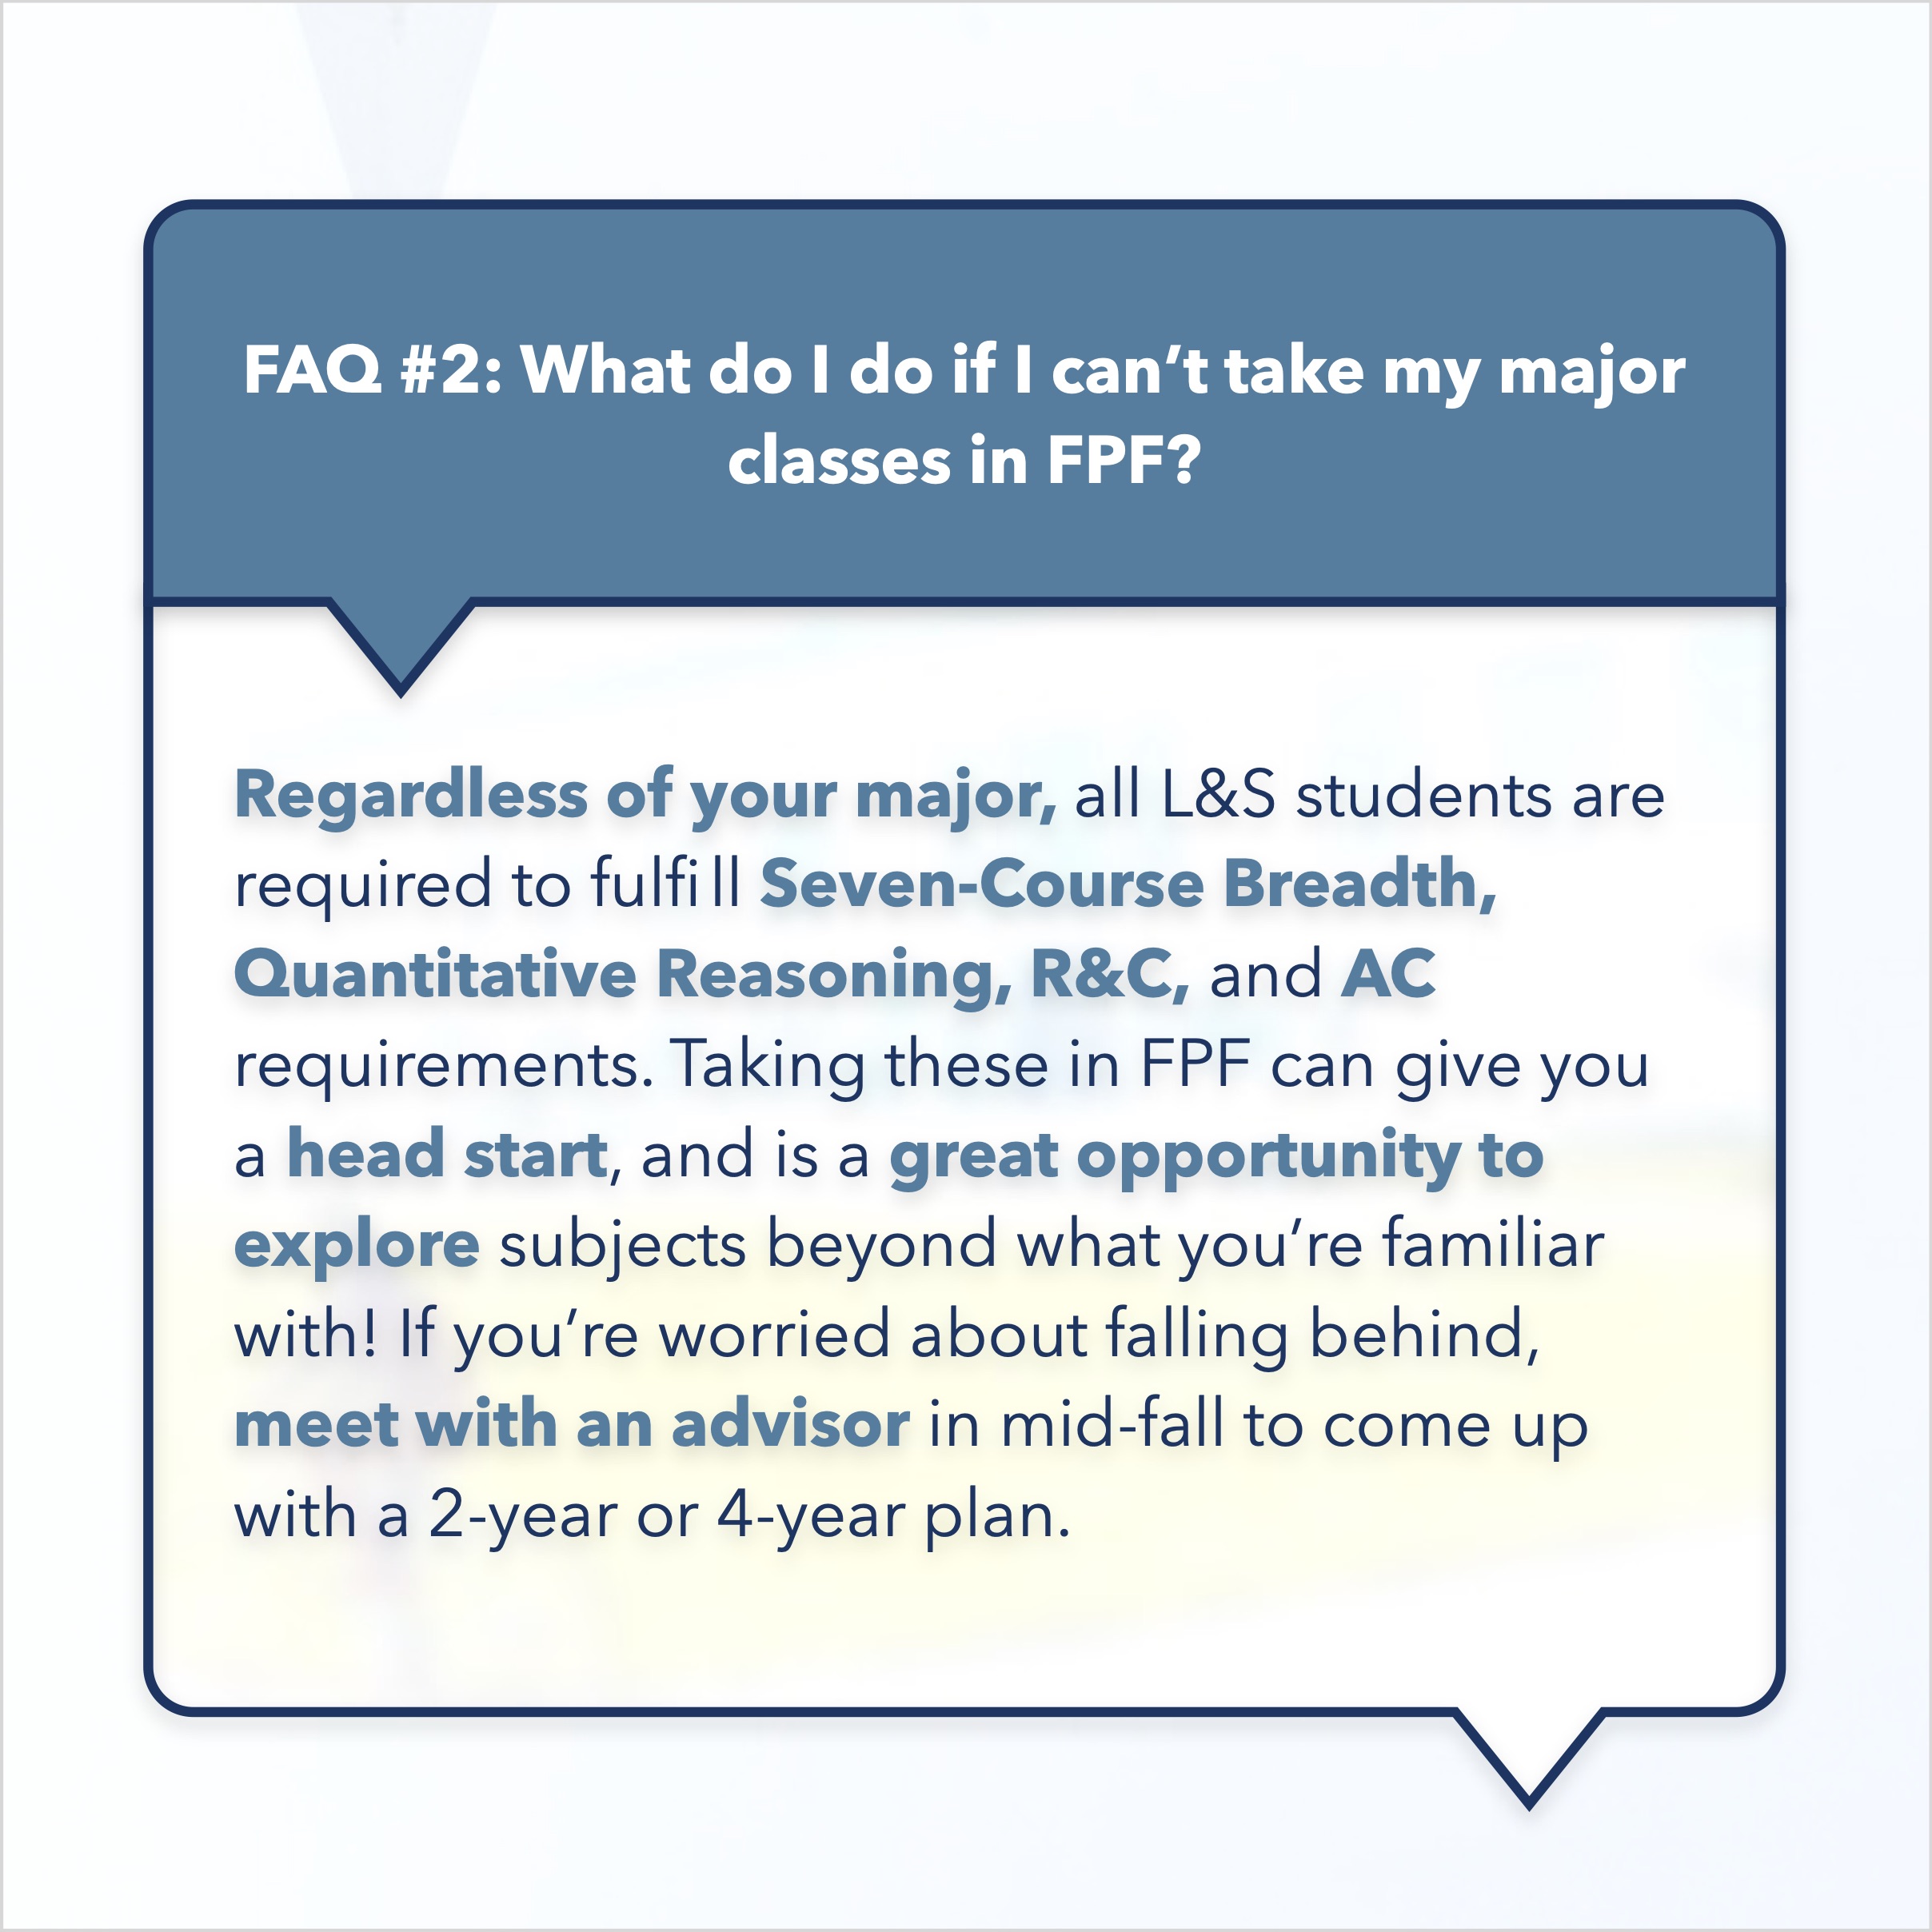 FAQ #2: What do I do if I can’t take my major
classes in FPF?
Regardless of your major, all L&S students are
required to fulfill Seven-Course Breadth,
Quantitative Reasoning, R&C, and AC
requirements. Taking these in FPF can give you
a head start, and is a great opportunity to
explore subjects beyond what you’re familiar
with! If you’re worried about falling behind,
meet with an advisor in mid-fall to come up
with a 2-year or 4-year plan.